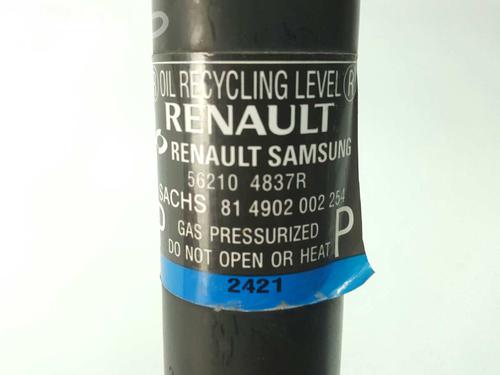 R OIL RECYCLING LEVEL R
RENAULT
RENAULT SAMSUNG
56210 4837R
SACHS 81 4902 002 254
P GAS PRESSURIZED P
DO NOT OPEN OR HEAT
2421